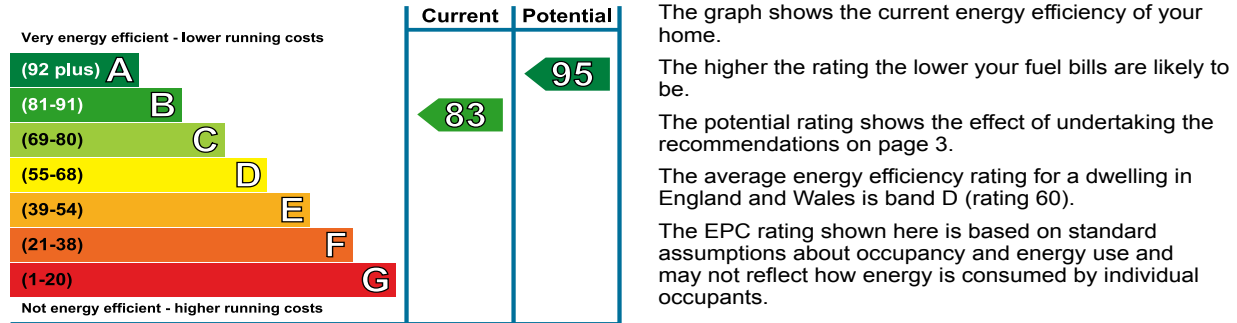 Current Potential
Very energy efficient - lower running costs
(92 plus) A
95
(81-91) B
83
(69-80) C
(55-68) D
(39-54) E
(21-38) F
(1-20) G
Not energy efficient - higher running costs
The graph shows the current energy efficiency of your
home.
The higher the rating the lower your fuel bills are likely to
be.
The potential rating shows the effect of undertaking the
recommendations on page 3.
The average energy efficiency rating for a dwelling in
England and Wales is band D (rating 60).
The EPC rating shown here is based on standard
assumptions about occupancy and energy use and
may not reflect how energy is consumed by individual
occupants.